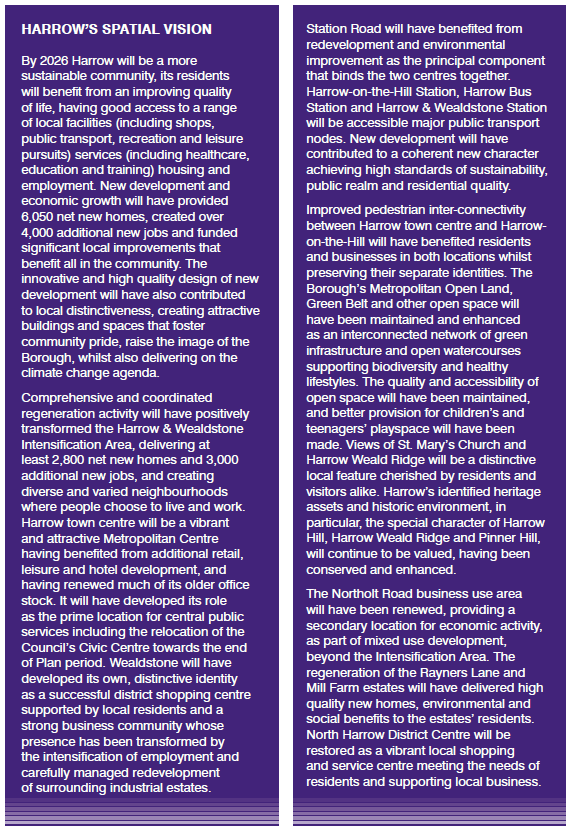 HARROW'S SPATIAL VISION
By 2026 Harrow will be a more
sustainable community, its residents
will benefit from an improving quality
of life, having good access to a range
of local facilities (including shops,
public transport, recreation and leisure
pursuits) services (including healthcare,
education and training) housing and
employment. New development and
economic growth will have provided
6,050 net new homes, created over
4,000 additional new jobs and funded
significant local improvements that
benefit all in the community. The
innovative and high quality design of new
development will have also contributed
to local distinctiveness, creating attractive
buildings and spaces that foster
community pride, raise the image of the
Borough, whilst also delivering on the
climate change agenda.
Comprehensive and coordinated
regeneration activity will have positively
transformed the Harrow & Wealdstone
Intensification Area, delivering at
least 2,800 net new homes and 3,000
additional new jobs, and creating
diverse and varied neighbourhoods
where people choose to live and work.
Harrow town centre will be a vibrant
and attractive Metropolitan Centre
having benefited from additional retail,
leisure and hotel development, and
having renewed much of its older office
stock. It will have developed its role
as the prime location for central public
services including the relocation of the
Council's Civic Centre towards the end
of Plan period. Wealdstone will have
developed its own, distinctive identity
as a successful district shopping centre
supported by local residents and a
strong business community whose
presence has been transformed by
the intensification of employment and
carefully managed redevelopment
of surrounding industrial estates.
Station Road will have benefited from
redevelopment and environmental
improvement as the principal component
that binds the two centres together.
Harrow-on-the-Hill Station, Harrow Bus
Station and Harrow & Wealdstone Station
will be accessible major public transport
nodes. New development will have
contributed to a coherent new character
achieving high standards of sustainability,
public realm and residential quality.
Improved pedestrian inter-connectivity
between Harrow town centre and Harrow-
on-the-Hill will have benefited residents
and businesses in both locations whilst
preserving their separate identities. The
Borough's Metropolitan Open Land,
Green Belt and other open space will
have been maintained and enhanced
as an interconnected network of green
infrastructure and open watercourses
supporting biodiversity and healthy
lifestyles. The quality and accessibility of
open space will have been maintained,
and better provision for children's and
teenagers' playspace will have been
made. Views of St. Mary's Church and
Harrow Weald Ridge will be a distinctive
local feature cherished by residents and
visitors alike. Harrow's identified heritage
assets and historic environment, in
particular, the special character of Harrow
Hill, Harrow Weald Ridge and Pinner Hill,
will continue to be valued, having been
conserved and enhanced.
The Northolt Road business use area
will have been renewed, providing a
secondary location for economic activity,
as part of mixed use development,
beyond the Intensification Area. The
regeneration of the Rayners Lane and
Mill Farm estates will have delivered high
quality new homes, environmental and
social benefits to the estates' residents.
North Harrow District Centre will be
restored as a vibrant local shopping
and service centre meeting the needs of
residents and supporting local business.